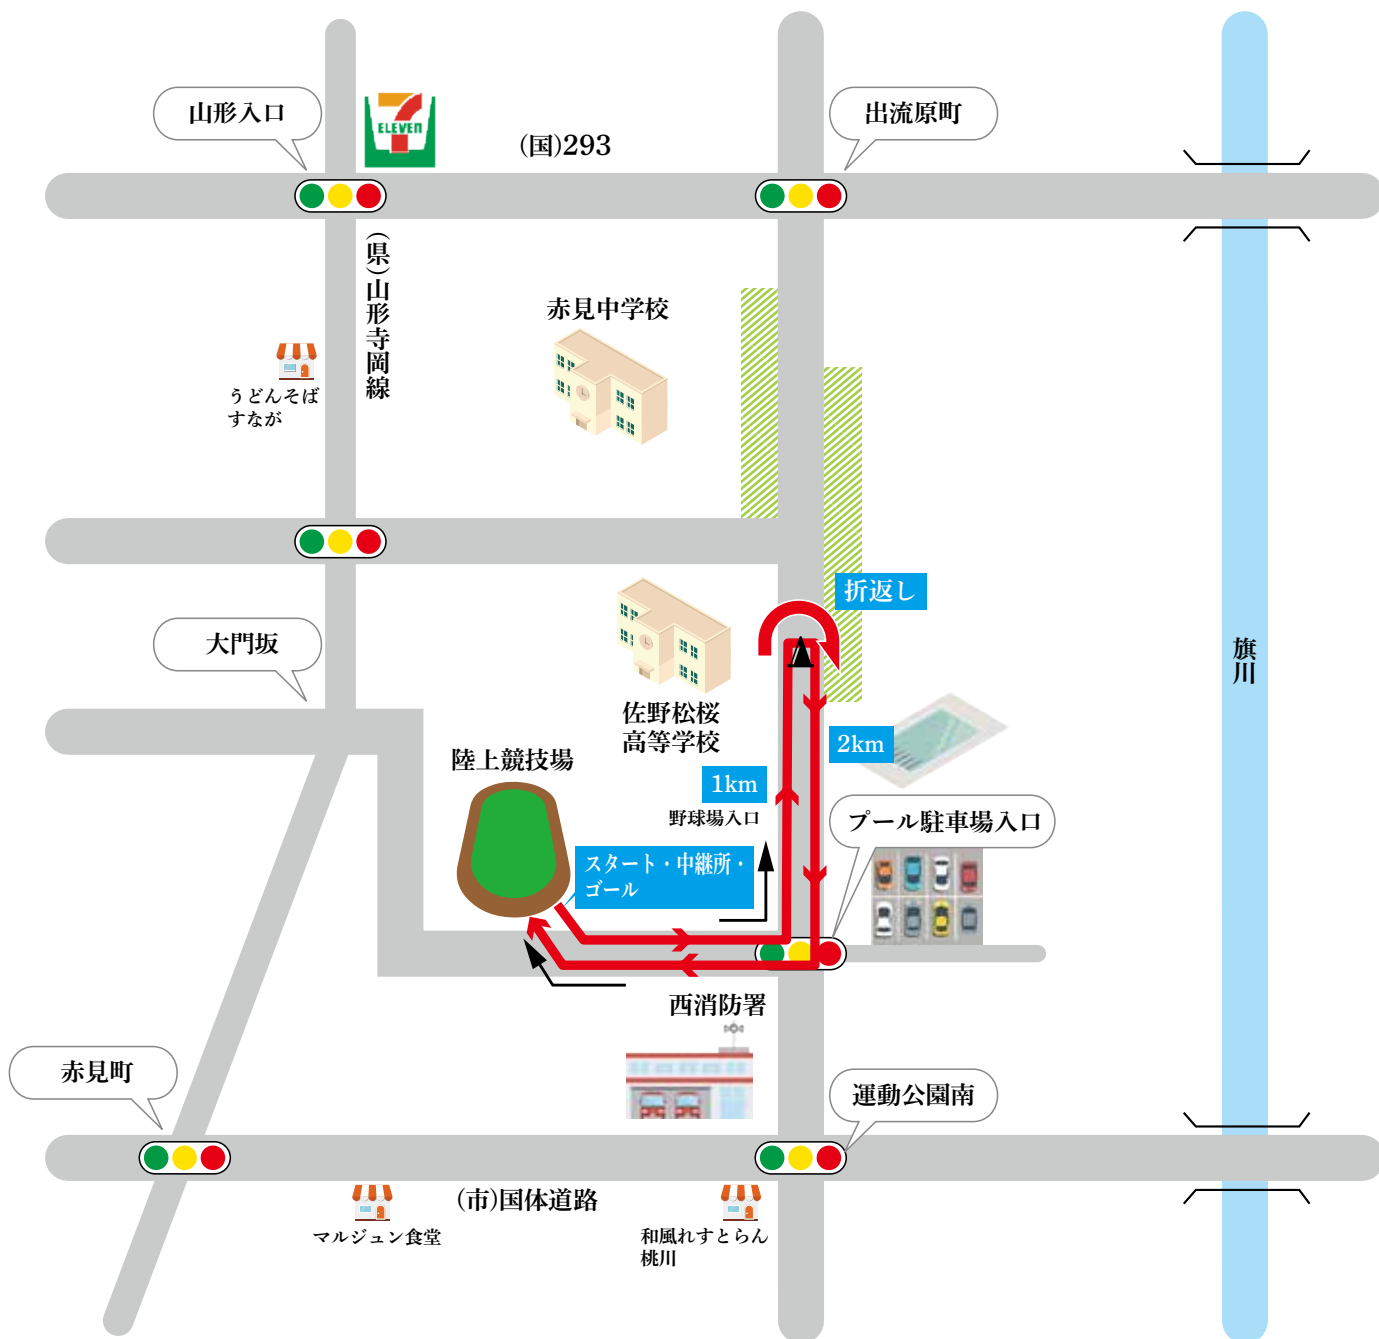 山形入口
ELEVEn
(国)293
出流原町
(県)山形寺岡線
赤見中学校
うどんそば
すなが
折返し
大門坂
佐野松桜
高等学校
旗川
2km
陸上競技場
1km
野球場入口
プール駐車場入口
スタート・中継所・
ゴール
西消防署
赤見町
運動公園南
(市)国体道路
マルジュン食堂
和風れすとらん
桃川